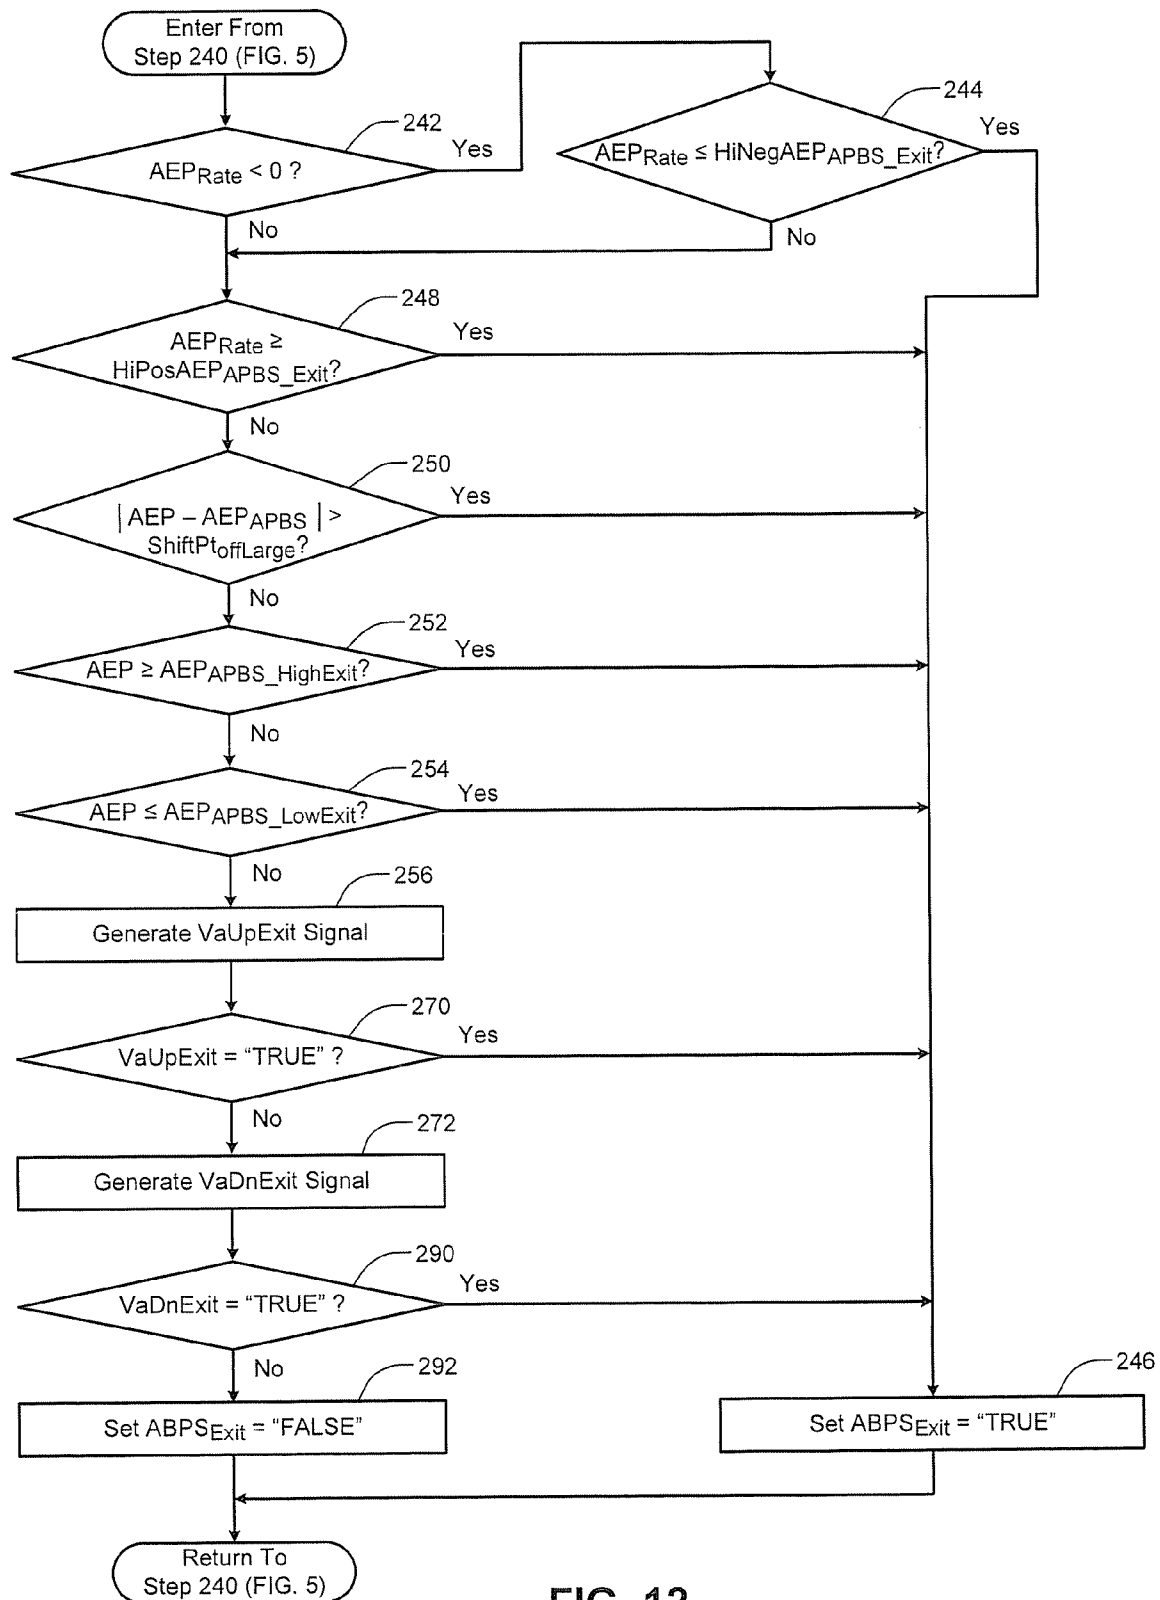 Enter From
Step 240 (FIG. 5)
242
AEPRate < 0 ?
Yes
No
244
AEPRate ≤ HiNegAEPAPBS_Exit?
Yes
No
248
AEPRate ≥
HiPosAEPAPBS_Exit?
Yes
No
250
|AEP – AEPAPBS| >
ShiftPtoffLarge?
Yes
No
252
AEP ≥ AEPAPBS_HighExit?
Yes
No
254
AEP ≤ AEPAPBS_LowExit?
Yes
No
256
Generate VaUpExit Signal
270
VaUpExit = “TRUE” ?
Yes
No
272
Generate VaDnExit Signal
290
VaDnExit = “TRUE” ?
Yes
No
292
Set ABPSExit = “FALSE”
246
Set ABPSExit = “TRUE”
Return To
Step 240 (FIG. 5)